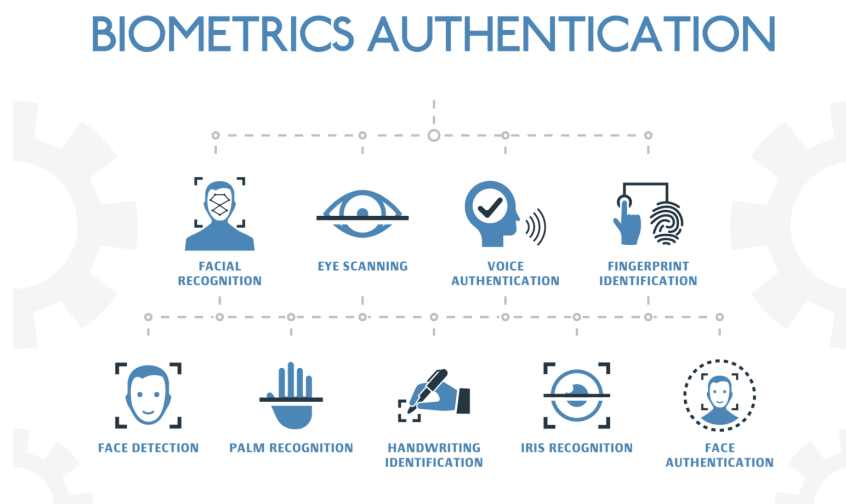 BIOMETRICS AUTHENTICATION
FACIAL
RECOGNITION
EYE SCANNING
VOICE
AUTHENTICATION
FINGERPRINT
IDENTIFICATION
FACE DETECTION
PALM RECOGNITION
HANDWRITING
IDENTIFICATION
IRIS RECOGNITION
FACE
AUTHENTICATION